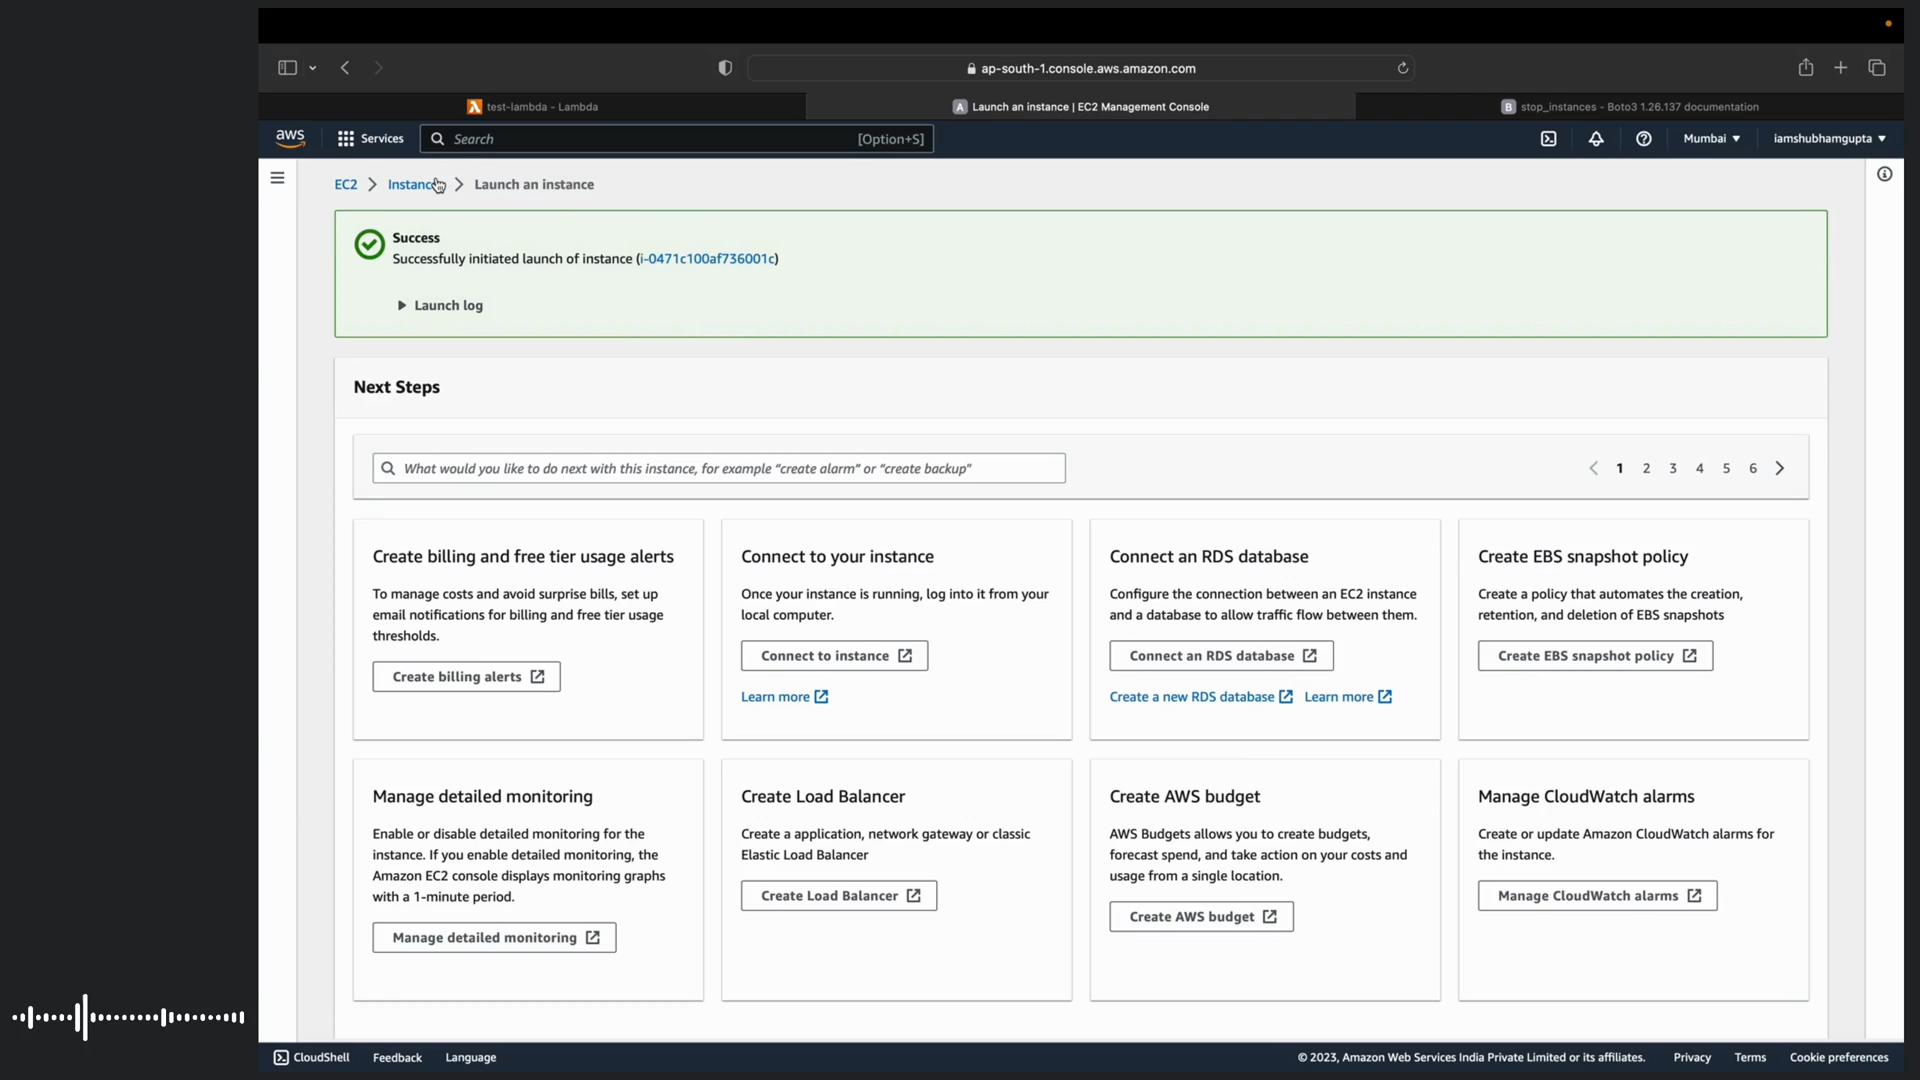 ap-south-1.console.aws.amazon.com
test-lambda - Lambda
Launch an instance | EC2 Management Console
stop_instances - Boto3 1.26.137 documentation
aws
Services
Search
[Option+S]
Mumbai
iamshubhamgupta
EC2
Launch an instance
Success
Successfully initiated launch of instance (i-0471c100af736001c)
Launch log
Next Steps
What would you like to do next with this instance, for example “create alarm” or “create backup”
1 2 3 4 5 6
Create billing and free tier usage alerts
To manage costs and avoid surprise bills, set up
email notifications for billing and free tier usage
thresholds.
Create billing alerts
Connect to your instance
Once your instance is running, log into it from your
local computer.
Connect to instance
Learn more
Connect an RDS database
Configure the connection between an EC2 instance
and a database to allow traffic flow between them.
Connect an RDS database
Create a new RDS database Learn more
Create EBS snapshot policy
Create a policy that automates the creation,
retention, and deletion of EBS snapshots
Create EBS snapshot policy
Manage detailed monitoring
Enable or disable detailed monitoring for the
instance. If you enable detailed monitoring, the
Amazon EC2 console displays monitoring graphs
with a 1-minute period.
Manage detailed monitoring
Create Load Balancer
Create a application, network gateway or classic
Elastic Load Balancer
Create Load Balancer
Create AWS budget
AWS Budgets allows you to create budgets,
forecast spend, and take action on your costs and
usage from a single location.
Create AWS budget
Manage CloudWatch alarms
Create or update Amazon CloudWatch alarms for
the instance.
Manage CloudWatch alarms
CloudShell
Feedback
Language
© 2023, Amazon Web Services India Private Limited or its affiliates.
Privacy
Terms
Cookie preferences